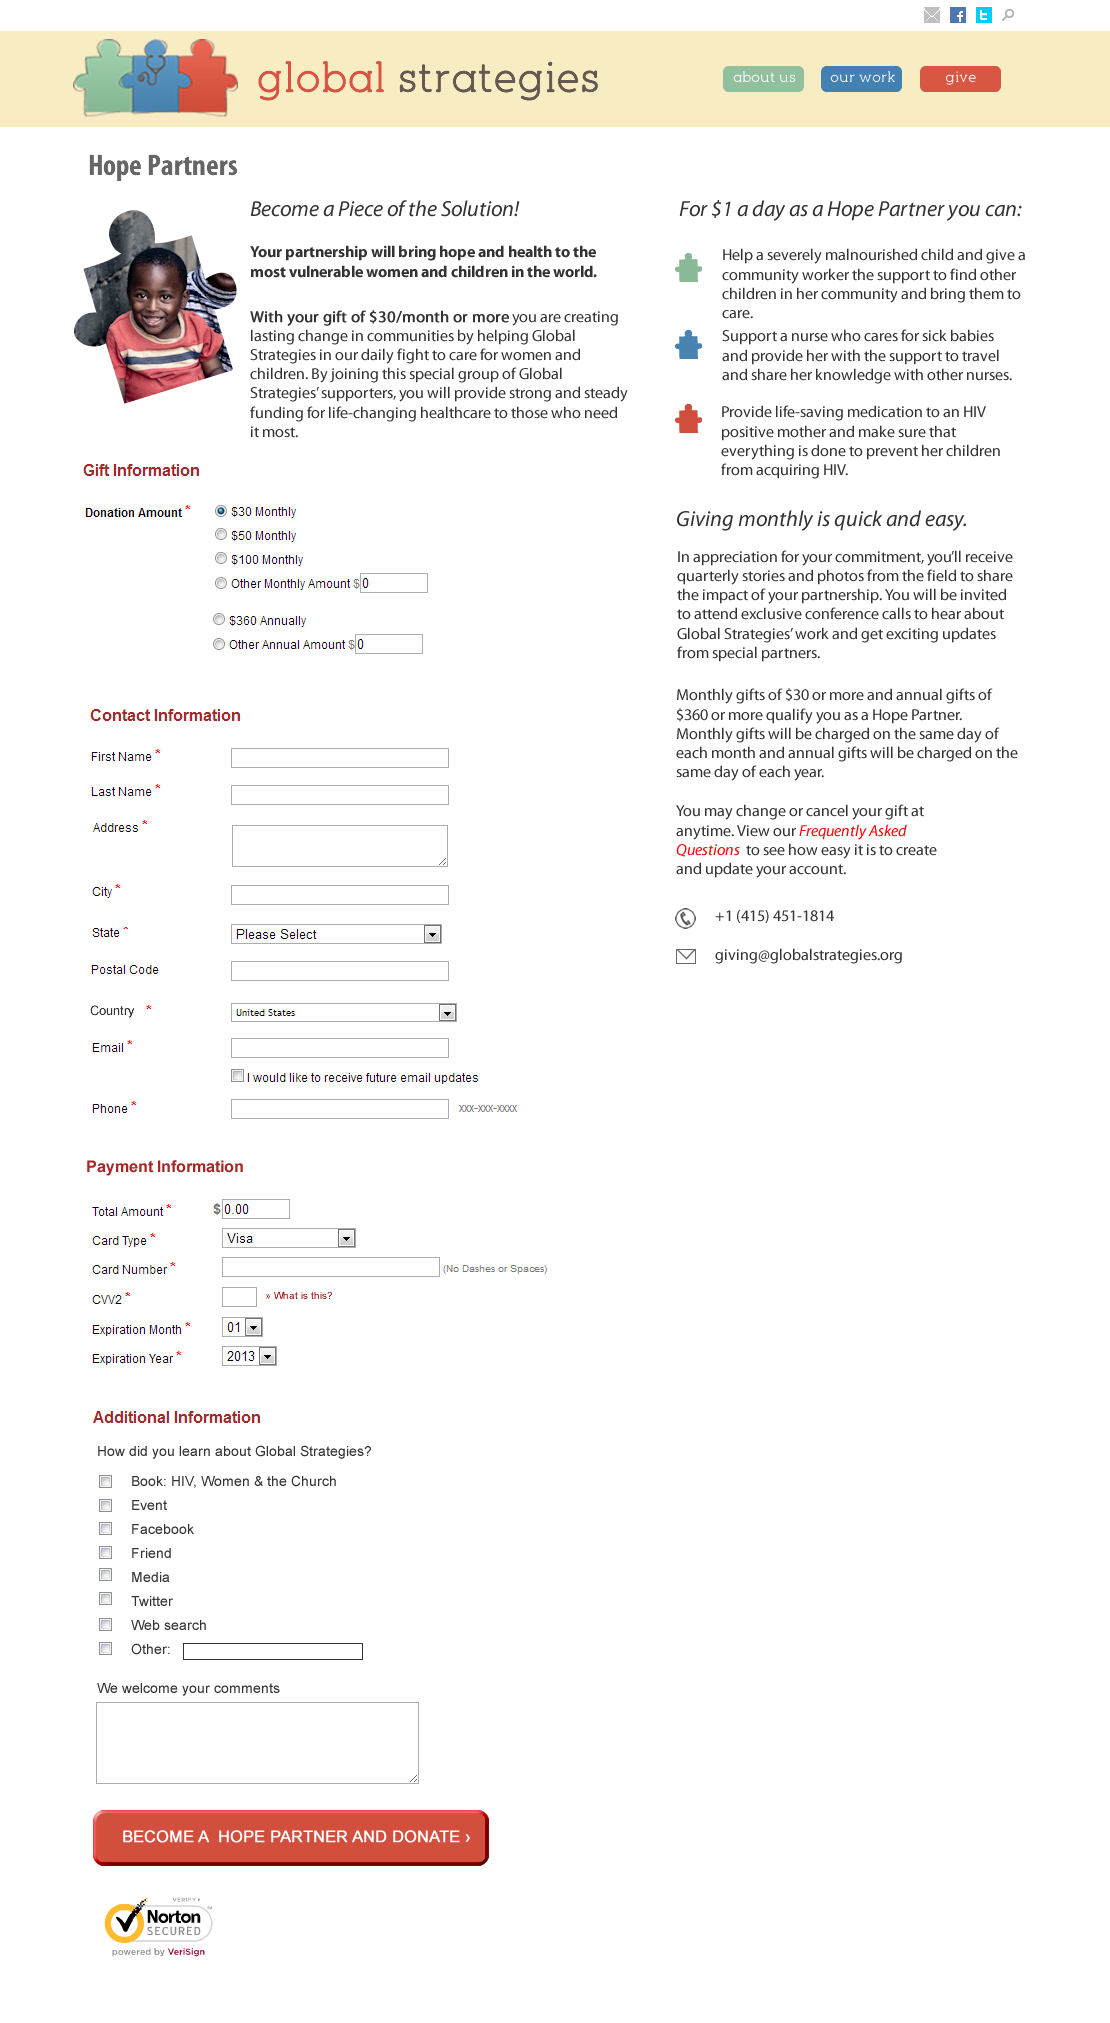 global strategies
about us
our work
give
Hope Partners
Become a Piece of the Solution!
Your partnership will bring hope and health to the
most vulnerable women and children in the world.
With your gift of $30/month or more you are creating
lasting change in communities by helping Global
Strategies in our daily fight to care for women and
children. By joining this special group of Global
Strategies' supporters, you will provide strong and steady
funding for life-changing healthcare to those who need
it most.
For $1 a day as a Hope Partner you can:
Help a severely malnourished child and give a
community worker the support to find other
children in her community and bring them to
care.
Support a nurse who cares for sick babies
and provide her with the support to travel
and share her knowledge with other nurses.
Provide life-saving medication to an HIV
positive mother and make sure that
everything is done to prevent her children
from acquiring HIV.
Giving monthly is quick and easy.
In appreciation for your commitment, you'll receive
quarterly stories and photos from the field to share
the impact of your partnership. You will be invited
to attend exclusive conference calls to hear about
Global Strategies' work and get exciting updates
from special partners.
Monthly gifts of $30 or more and annual gifts of
$360 or more qualify you as a Hope Partner.
Monthly gifts will be charged on the same day of
each month and annual gifts will be charged on the
same day of each year.
You may change or cancel your gift at
anytime. View our Frequently Asked
Questions to see how easy it is to create
and update your account.
+1 (415) 451-1814
giving@globalstrategies.org
Gift Information
Donation Amount *
$30 Monthly
$50 Monthly
$100 Monthly
Other Monthly Amount $ 0
$360 Annually
Other Annual Amount $ 0
Contact Information
First Name *
Last Name *
Address *
City *
State * Please Select
Postal Code
Country * United States
Email *
I would like to receive future email updates
Phone * xxx-xxx-xxxx
Payment Information
Total Amount * $ 0.00
Card Type * Visa
Card Number * (No Dashes or Spaces)
CVV2 * » What is this?
Expiration Month * 01
Expiration Year * 2013
Additional Information
How did you learn about Global Strategies?
Book: HIV, Women & the Church
Event
Facebook
Friend
Media
Twitter
Web search
Other:
We welcome your comments
BECOME A HOPE PARTNER AND DONATE ›
VERIFY
Norton
SECURED
powered by VeriSign